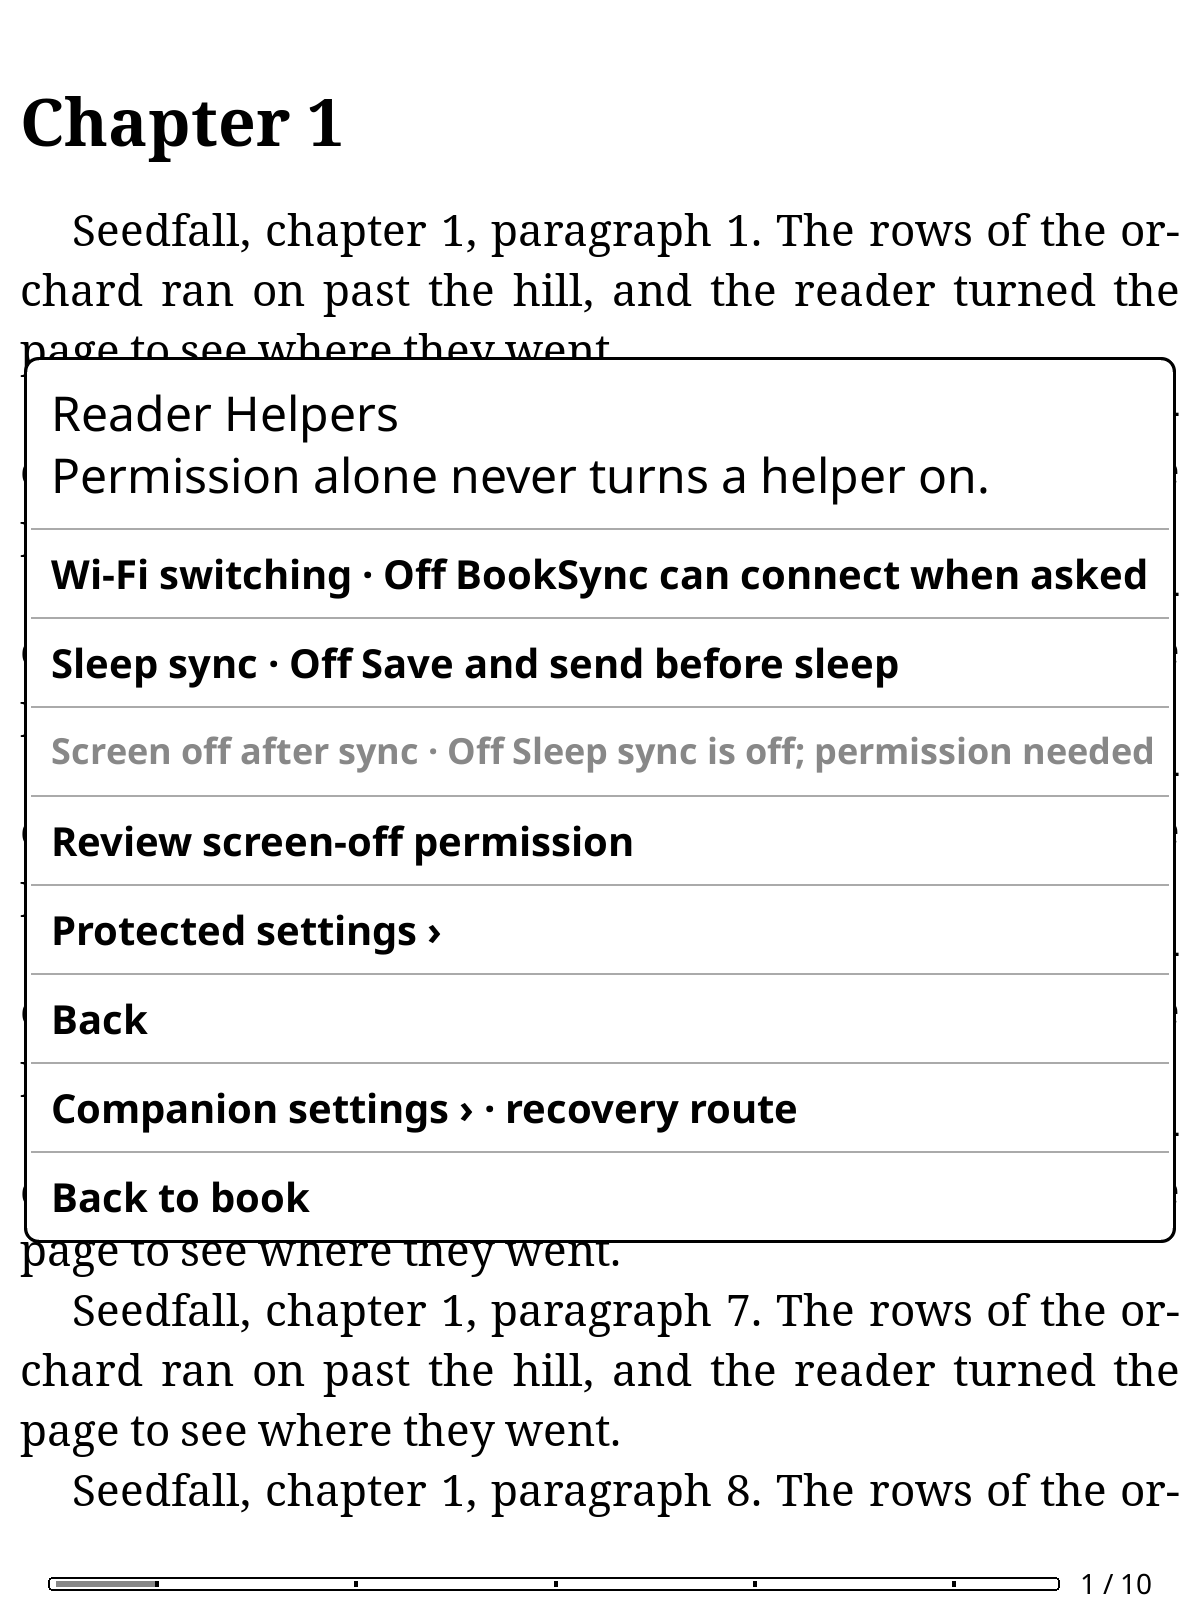 Chapter 1
Seedfall, chapter 1, paragraph 1. The rows of the or-
chard ran on past the hill, and the reader turned the
page to see where they went.
Reader Helpers
Permission alone never turns a helper on.
Wi-Fi switching · Off BookSync can connect when asked
Sleep sync · Off Save and send before sleep
Screen off after sync · Off Sleep sync is off; permission needed
Review screen-off permission
Protected settings ›
Back
Companion settings › · recovery route
Back to book
page to see where they went.
Seedfall, chapter 1, paragraph 7. The rows of the or-
chard ran on past the hill, and the reader turned the
page to see where they went.
Seedfall, chapter 1, paragraph 8. The rows of the or-
1 / 10